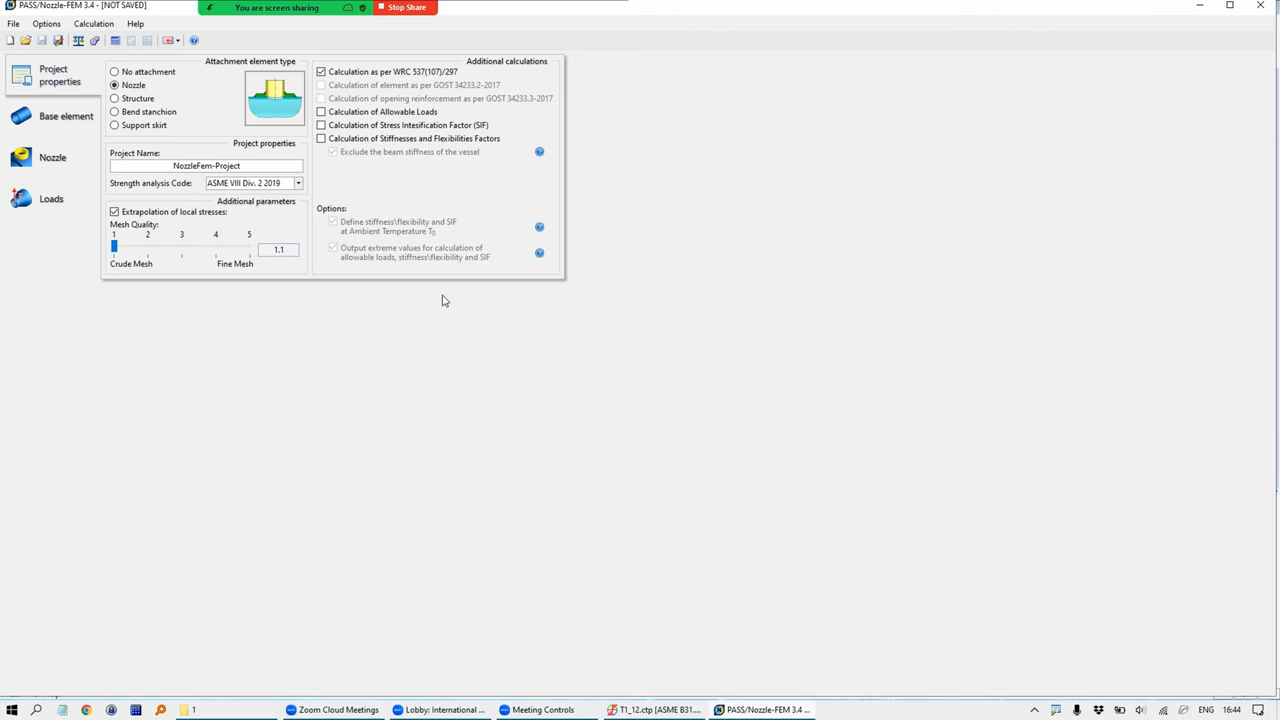 PASS/Nozzle-FEM 3.4 - [NOT SAVED]
You are screen sharing
Stop Share
File
Options
Calculation
Help
Project properties
Base element
Nozzle
Loads
Attachment element type
No attachment
Nozzle
Structure
Bend stanchion
Support skirt
Project properties
Project Name:
NozzleFem-Project
Strength analysis Code:
ASME VIII Div. 2 2019
Additional parameters
Extrapolation of local stresses:
Mesh Quality:
1 2 3 4 5
1.1
Crude Mesh
Fine Mesh
Additional calculations
Calculation as per WRC 537(107)/297
Calculation of element as per GOST 34233.2-2017
Calculation of opening reinforcement as per GOST 34233.3-2017
Calculation of Allowable Loads
Calculation of Stress Intesification Factor (SIF)
Calculation of Stiffnesses and Flexibilities Factors
Exclude the beam stiffness of the vessel
Options:
Define stiffness\flexibility and SIF
at Ambient Temperature T₀
Output extreme values for calculation of
allowable loads, stiffness\flexibility and SIF
1
Zoom Cloud Meetings
Lobby: International ...
Meeting Controls
T1_12.ctp [ASME B31....
PASS/Nozzle-FEM 3.4 ...
ENG
16:44